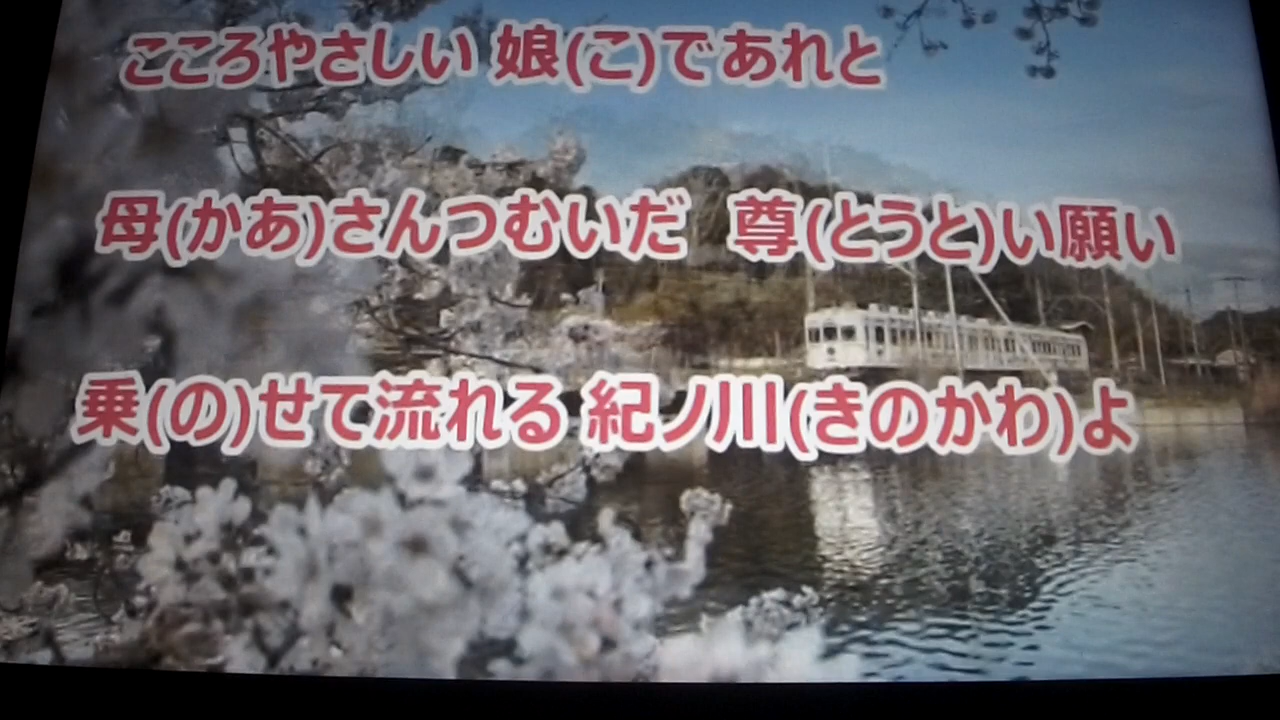 こころやさしい 娘(こ)であれと
母(かあ)さんつむいだ 尊(とうと)い願い
乗(の)せて流れる 紀ノ川(きのかわ)よ